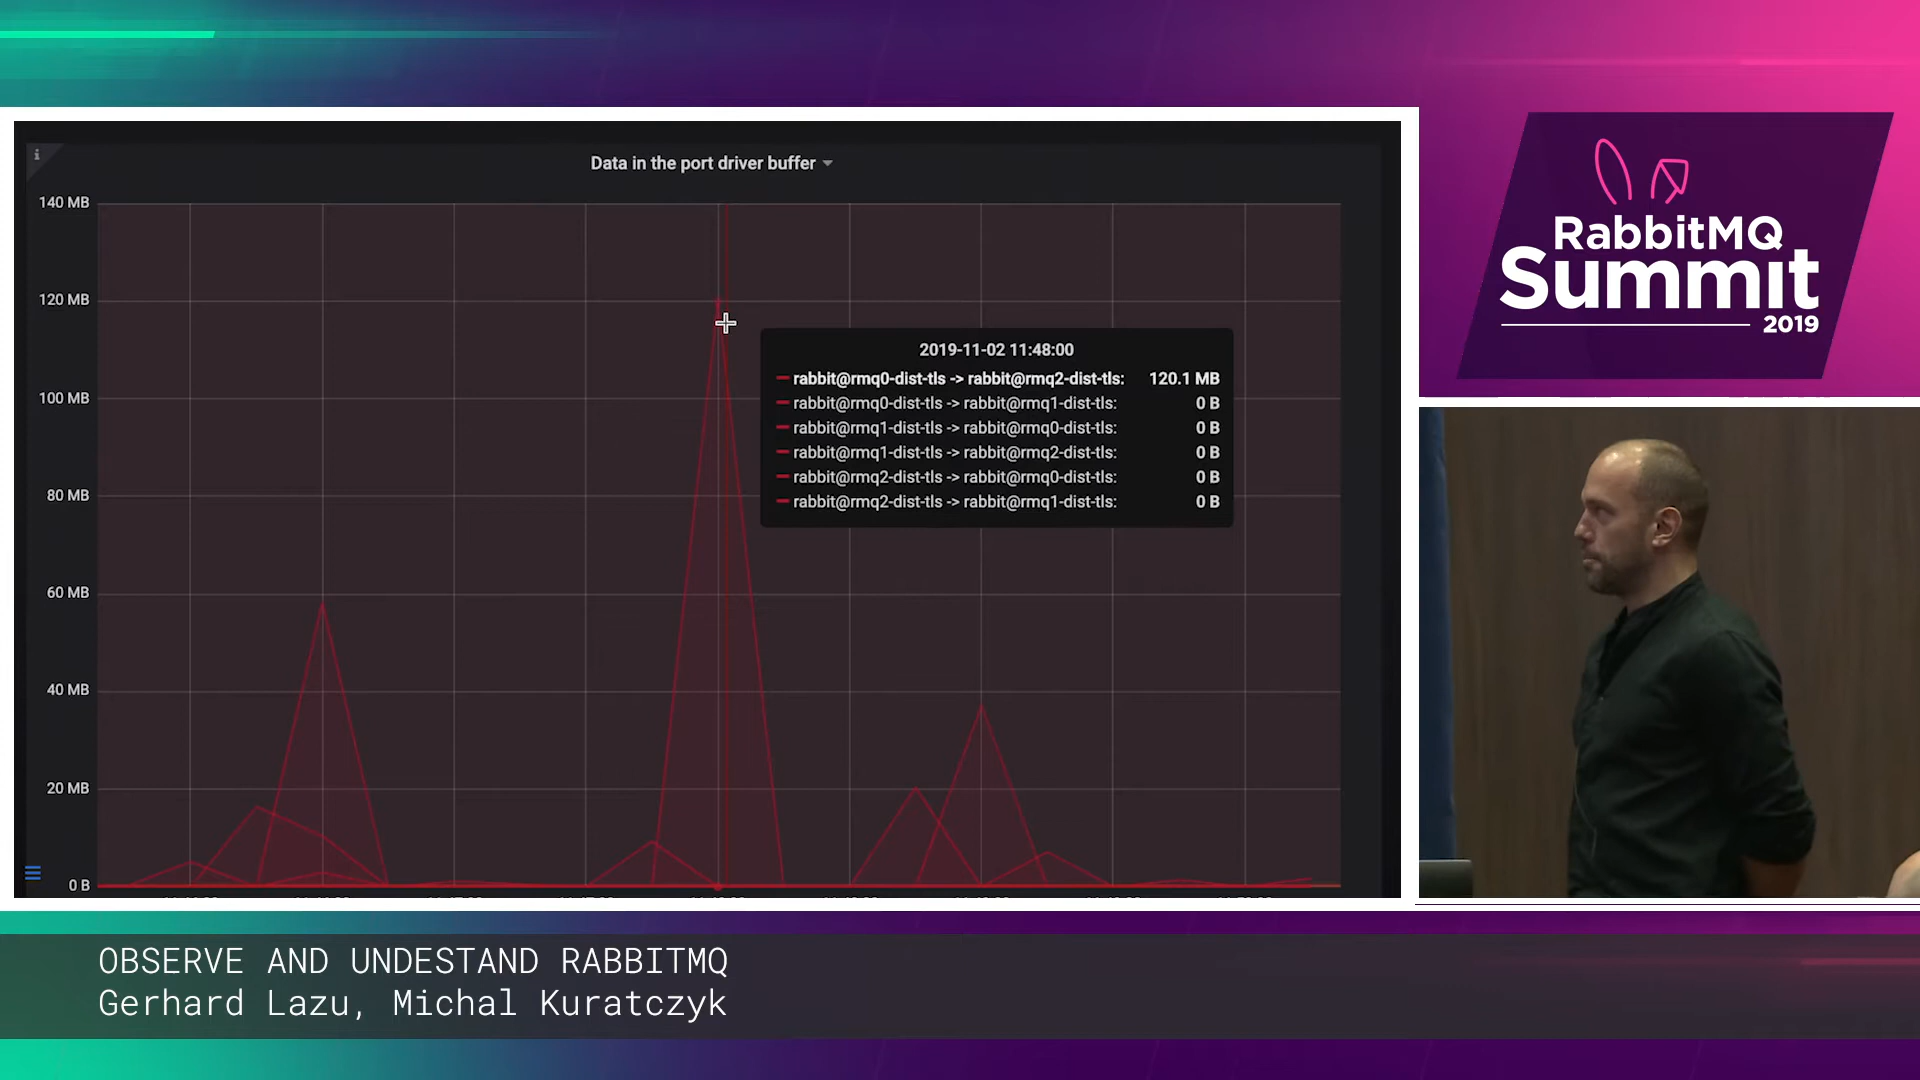 Data in the port driver buffer
140 MB
120 MB
100 MB
80 MB
60 MB
40 MB
20 MB
0 B
2019-11-02 11:48:00
rabbit@rmq0-dist-tls -> rabbit@rmq2-dist-tls: 120.1 MB
rabbit@rmq0-dist-tls -> rabbit@rmq1-dist-tls: 0 B
rabbit@rmq1-dist-tls -> rabbit@rmq0-dist-tls: 0 B
rabbit@rmq1-dist-tls -> rabbit@rmq2-dist-tls: 0 B
rabbit@rmq2-dist-tls -> rabbit@rmq0-dist-tls: 0 B
rabbit@rmq2-dist-tls -> rabbit@rmq1-dist-tls: 0 B
RabbitMQ
Summit
2019
OBSERVE AND UNDESTAND RABBITMQ
Gerhard Lazu, Michal Kuratczyk